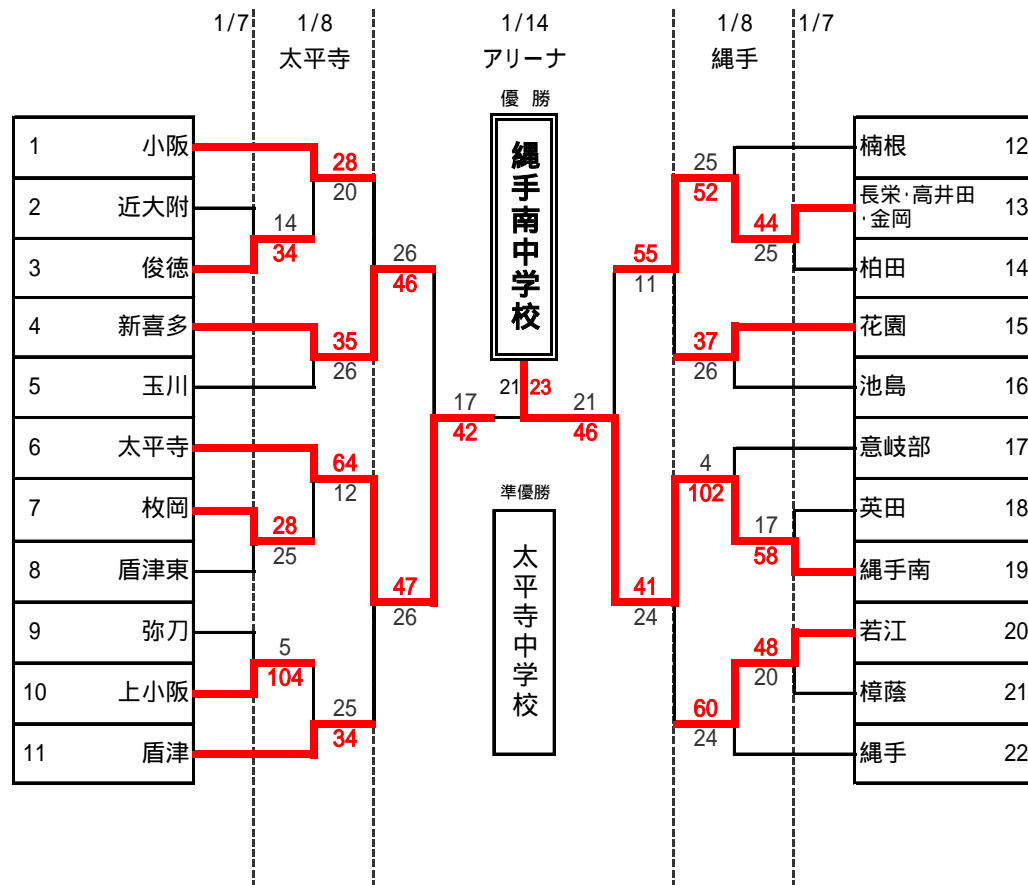 1/7 1/8 1/14 1/8 1/7
太平寺 アリーナ 縄手
優 勝
縄手南中学校
1 小阪
2 近大附
3 俊徳
4 新喜多
5 玉川
6 太平寺
7 枚岡
8 盾津東
9 弥刀
10 上小阪
11 盾津
28
20
14
34
26
46
35
26
17
42
64
12
28
25
47
26
5
104
25
34
21 23
準優勝
太平寺中学校
25
52
44
25
55
11
37
26
21
46
4
102
17
58
41
24
48
20
60
24
楠根 12
長栄・高井田
・金岡 13
柏田 14
花園 15
池島 16
意岐部 17
英田 18
縄手南 19
若江 20
樟蔭 21
縄手 22